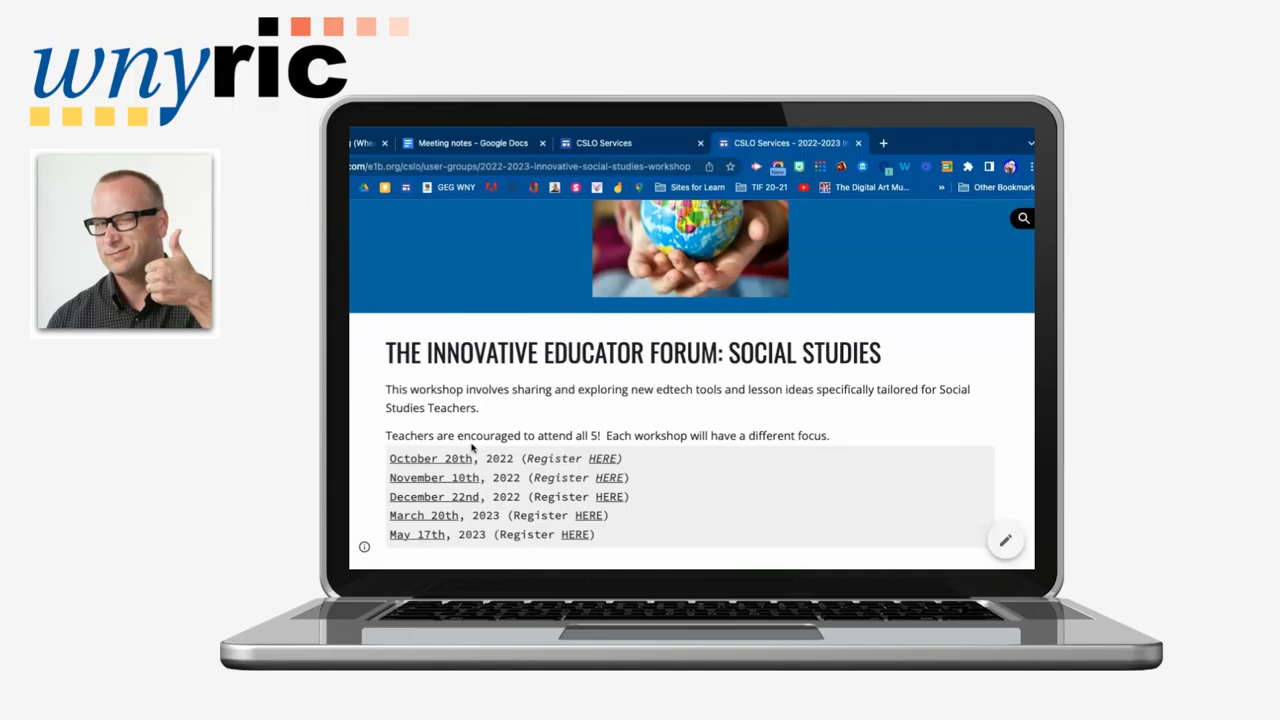 wnyric
(Whe
Meeting notes - Google Docs
CSLO Services
CSLO Services - 2022-2023 In
com/e1b.org/cslo/user-groups/2022-2023-innovative-social-studies-workshop
New
GEG WNY
Sites for Learn
TIF 20-21
The Digital Art Mu...
»
Other Bookmark
THE INNOVATIVE EDUCATOR FORUM: SOCIAL STUDIES
This workshop involves sharing and exploring new edtech tools and lesson ideas specifically tailored for Social
Studies Teachers.
Teachers are encouraged to attend all 5! Each workshop will have a different focus.
October 20th, 2022 (Register HERE)
November 10th, 2022 (Register HERE)
December 22nd, 2022 (Register HERE)
March 20th, 2023 (Register HERE)
May 17th, 2023 (Register HERE)